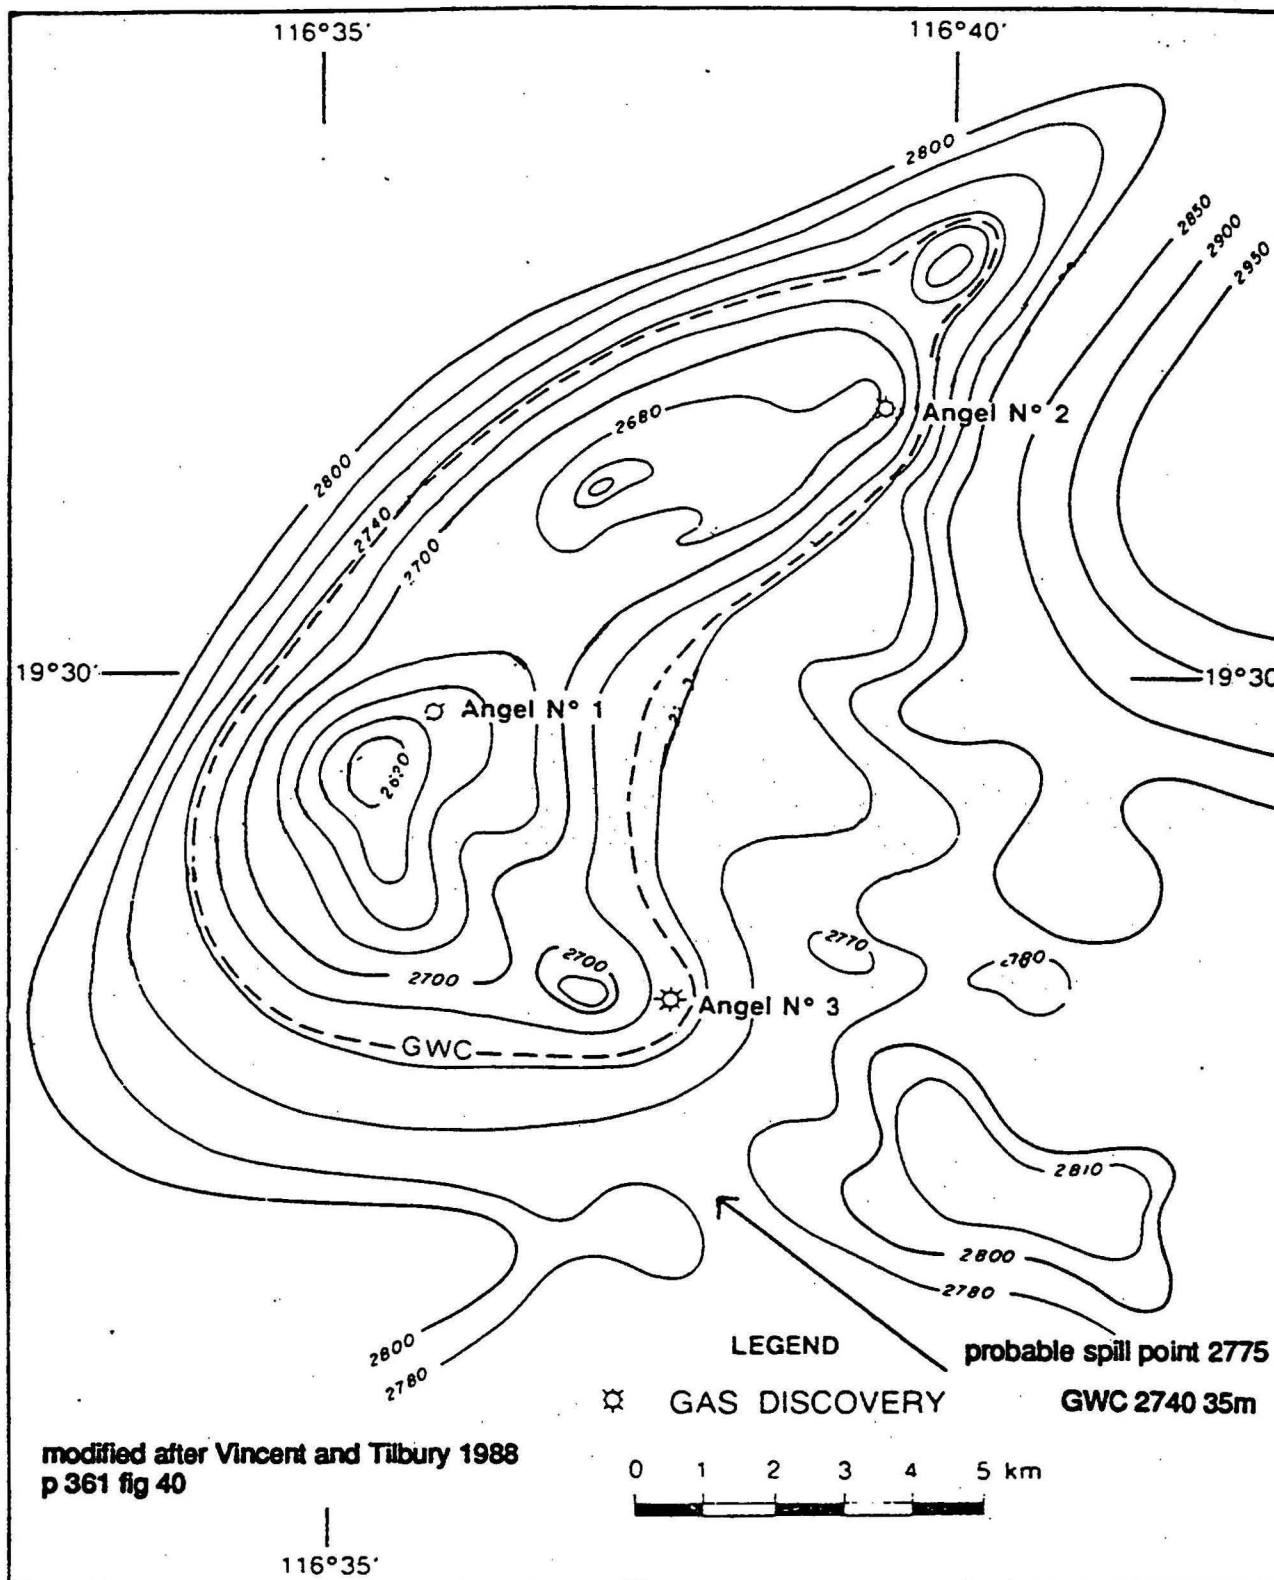 116°35'
116°40'
2800
2850
2900
2950
2680
Angel Nº 2
2800
2740
2700
19°30'
19°30
Angel Nº 1
2700
2700
2770
Angel Nº 3
GWC
2810
2800
2780
2800
2780
LEGEND
probable spill point 2775
GAS DISCOVERY
GWC 2740 35m
modified after Vincent and Tilbury 1988
p 361 fig 40
0 1 2 3 4 5 km
116°35'